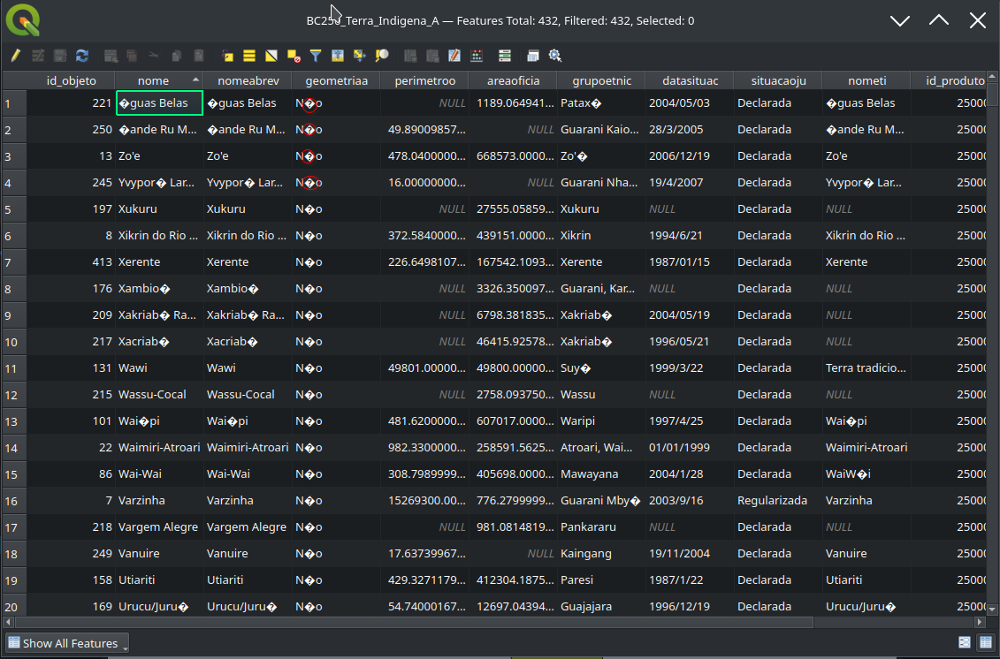 BC250_Terra_Indigena_A — Features Total: 432, Filtered: 432, Selected: 0
id_objeto nome nomeabrev geometriaa perimetroo areaoficia grupoetnic datasituac situacaoju nometi id_produto
1 221 �guas Belas �guas Belas N�o NULL 1189.064941... Patax� 2004/05/03 Declarada �guas Belas 25000
2 250 �ande Ru M... �ande Ru M... N�o 49.89009857... NULL Guarani Kaio... 28/3/2005 Declarada �ande Ru M... 25000
3 13 Zo'e Zo'e N�o 478.0400000... 668573.0000... Zo'� 2006/12/19 Declarada Zo'e 25000
4 245 Yvypor� Lar... Yvypor� Lar... N�o 16.00000000... NULL Guarani Nha... 19/4/2007 Declarada Yvypor� Lar... 25000
5 197 Xukuru Xukuru N�o NULL 27555.05859... Xukuru NULL Declarada NULL 25000
6 8 Xikrin do Rio ... Xikrin do Rio ... N�o 372.5840000... 439151.0000... Xikrin 1994/6/21 Declarada Xikrin do Rio ... 25000
7 413 Xerente Xerente N�o 226.6498107... 167542.1093... Xerente 1987/01/15 Declarada Xerente 25000
8 176 Xambio� Xambio� N�o NULL 3326.350097... Guarani, Kar... NULL Declarada NULL 25000
9 209 Xakriab� Ra... Xakriab� Ra... N�o NULL 6798.381835... Xakriab� 2004/05/19 Declarada NULL 25000
10 217 Xacriab� Xacriab� N�o NULL 46415.92578... Xakriab� 1996/05/21 Declarada NULL 25000
11 131 Wawi Wawi N�o 49801.00000... 49800.00000... Suy� 1999/3/22 Declarada Terra tradicio... 25000
12 215 Wassu-Cocal Wassu-Cocal N�o NULL 2758.093750... Wassu NULL Declarada NULL 25000
13 101 Wai�pi Wai�pi N�o 481.6200000... 607017.0000... Waripi 1997/4/25 Declarada Wai�pi 25000
14 22 Waimiri-Atroari Waimiri-Atroari N�o 982.3300000... 258591.5625... Atroari, Wai... 01/01/1999 Declarada Waimiri-Atroari 25000
15 86 Wai-Wai Wai-Wai N�o 308.7989999... 405698.0000... Mawayana 2004/1/28 Declarada WaiW�i 25000
16 7 Varzinha Varzinha N�o 15269300.00... 776.2799999... Guarani Mby� 2003/9/16 Regularizada Varzinha 25000
17 218 Vargem Alegre Vargem Alegre N�o NULL 981.0814819... Pankararu NULL Declarada NULL 25000
18 249 Vanuire Vanuire N�o 17.63739967... NULL Kaingang 19/11/2004 Declarada Vanuire 25000
19 158 Utiariti Utiariti N�o 429.3271179... 412304.1875... Paresi 1987/1/22 Declarada Utiariti 25000
20 169 Urucu/Juru� Urucu/Juru� N�o 54.74000167... 12697.04394... Guajajara 1996/12/19 Declarada Urucu/Juru� 25000
Show All Features